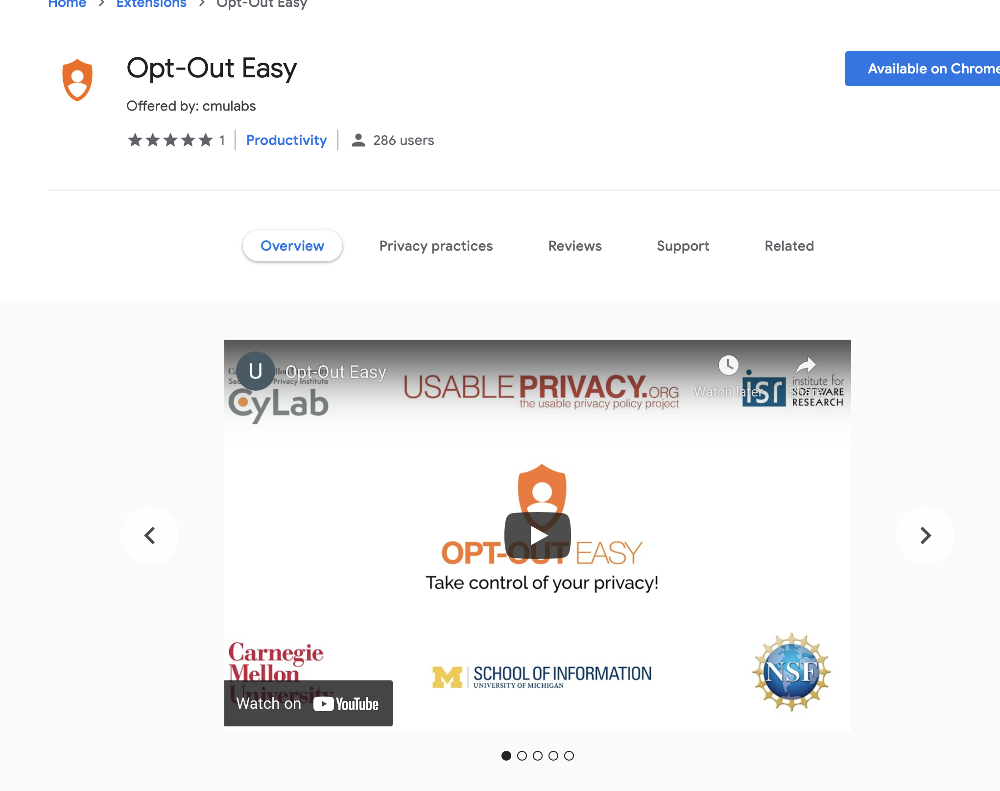 Home > Extensions > Opt-Out Easy
Opt-Out Easy
Available on Chrome
Offered by: cmulabs
1 Productivity 286 users
Overview Privacy practices Reviews Support Related
U Opt-Out Easy
Watch later Share
Privacy Institute
CyLab
USABLE PRIVACY.ORG
the usable privacy policy project
isr institute for
SOFTWARE
RESEARCH
OPT-OUT EASY
Take control of your privacy!
Carnegie
Mellon
University
Watch on YouTube
M SCHOOL OF INFORMATION
UNIVERSITY OF MICHIGAN
NSF